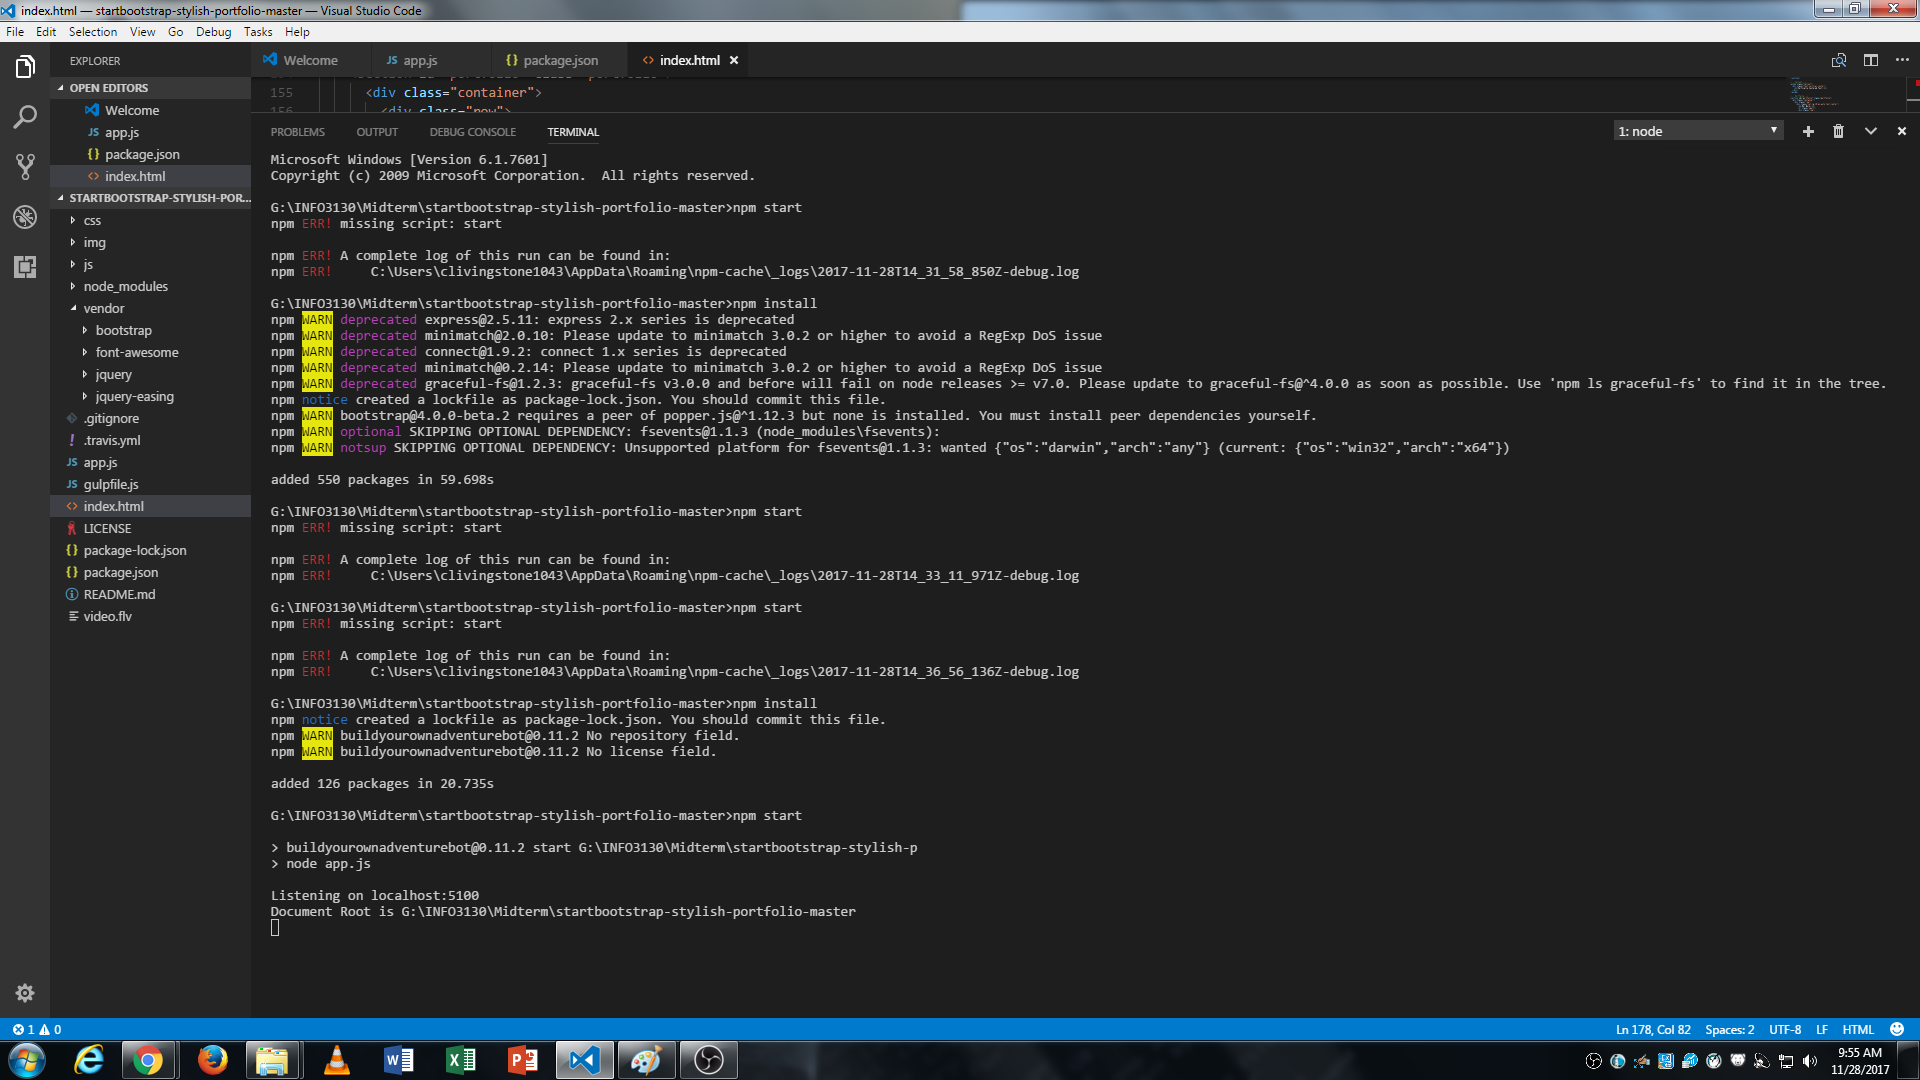 index.html — startbootstrap-stylish-portfolio-master — Visual Studio Code
File Edit Selection View Go Debug Tasks Help
EXPLORER
OPEN EDITORS
Welcome
app.js
package.json
index.html
STARTBOOTSTRAP-STYLISH-POR...
css
img
js
node_modules
vendor
bootstrap
font-awesome
jquery
jquery-easing
.gitignore
.travis.yml
app.js
gulpfile.js
index.html
LICENSE
package-lock.json
package.json
README.md
video.flv
Welcome app.js package.json index.html
155 <div class="container">
156 <div class="row">
PROBLEMS OUTPUT DEBUG CONSOLE TERMINAL 1: node
Microsoft Windows [Version 6.1.7601]
Copyright (c) 2009 Microsoft Corporation.  All rights reserved.
G:\INFO3130\Midterm\startbootstrap-stylish-portfolio-master>npm start
npm ERR! missing script: start
npm ERR! A complete log of this run can be found in:
npm ERR!     C:\Users\clivingstone1043\AppData\Roaming\npm-cache\_logs\2017-11-28T14_31_58_850Z-debug.log
G:\INFO3130\Midterm\startbootstrap-stylish-portfolio-master>npm install
npm WARN deprecated express@2.5.11: express 2.x series is deprecated
npm WARN deprecated minimatch@2.0.10: Please update to minimatch 3.0.2 or higher to avoid a RegExp DoS issue
npm WARN deprecated connect@1.9.2: connect 1.x series is deprecated
npm WARN deprecated minimatch@0.2.14: Please update to minimatch 3.0.2 or higher to avoid a RegExp DoS issue
npm WARN deprecated graceful-fs@1.2.3: graceful-fs v3.0.0 and before will fail on node releases >= v7.0. Please update to graceful-fs@^4.0.0 as soon as possible. Use 'npm ls graceful-fs' to find it in the tree.
npm notice created a lockfile as package-lock.json. You should commit this file.
npm WARN bootstrap@4.0.0-beta.2 requires a peer of popper.js@^1.12.3 but none is installed. You must install peer dependencies yourself.
npm WARN optional SKIPPING OPTIONAL DEPENDENCY: fsevents@1.1.3 (node_modules\fsevents):
npm WARN notsup SKIPPING OPTIONAL DEPENDENCY: Unsupported platform for fsevents@1.1.3: wanted {"os":"darwin","arch":"any"} (current: {"os":"win32","arch":"x64"})
added 550 packages in 59.698s
G:\INFO3130\Midterm\startbootstrap-stylish-portfolio-master>npm start
npm ERR! missing script: start
npm ERR! A complete log of this run can be found in:
npm ERR!     C:\Users\clivingstone1043\AppData\Roaming\npm-cache\_logs\2017-11-28T14_33_11_971Z-debug.log
G:\INFO3130\Midterm\startbootstrap-stylish-portfolio-master>npm start
npm ERR! missing script: start
npm ERR! A complete log of this run can be found in:
npm ERR!     C:\Users\clivingstone1043\AppData\Roaming\npm-cache\_logs\2017-11-28T14_36_56_136Z-debug.log
G:\INFO3130\Midterm\startbootstrap-stylish-portfolio-master>npm install
npm notice created a lockfile as package-lock.json. You should commit this file.
npm WARN buildyourownadventurebot@0.11.2 No repository field.
npm WARN buildyourownadventurebot@0.11.2 No license field.
added 126 packages in 20.735s
G:\INFO3130\Midterm\startbootstrap-stylish-portfolio-master>npm start
> buildyourownadventurebot@0.11.2 start G:\INFO3130\Midterm\startbootstrap-stylish-p
> node app.js
Listening on localhost:5100
Document Root is G:\INFO3130\Midterm\startbootstrap-stylish-portfolio-master
1 0 Ln 178, Col 82 Spaces: 2 UTF-8 LF HTML
9:55 AM
11/28/2017